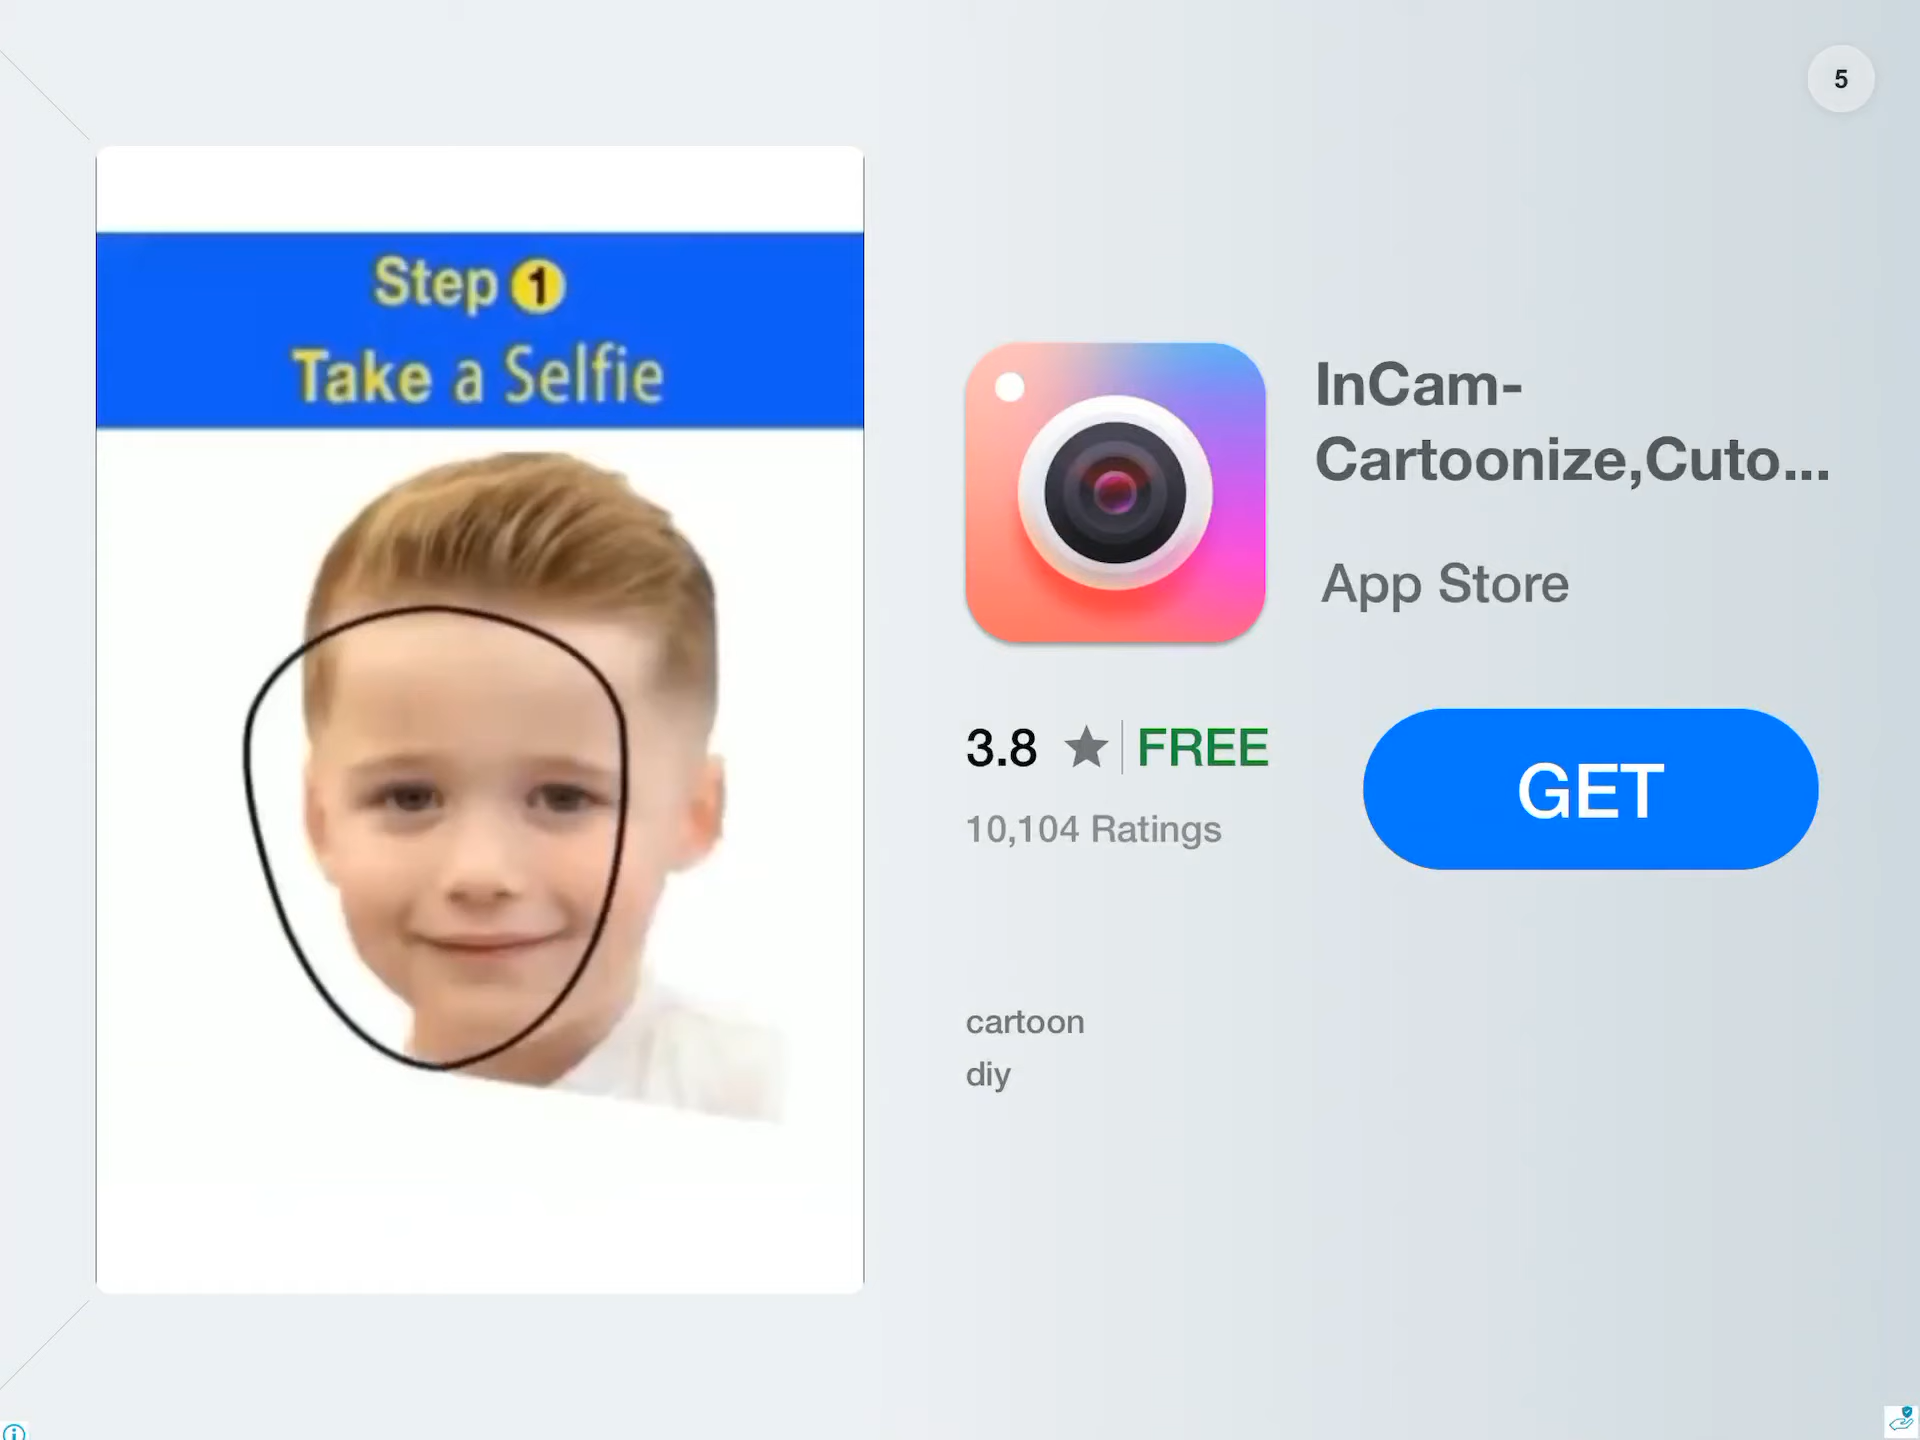 5
Step 1
Take a Selfie
InCam-
Cartoonize,Cuto...
App Store
3.8 ★ FREE
10,104 Ratings
GET
cartoon
diy